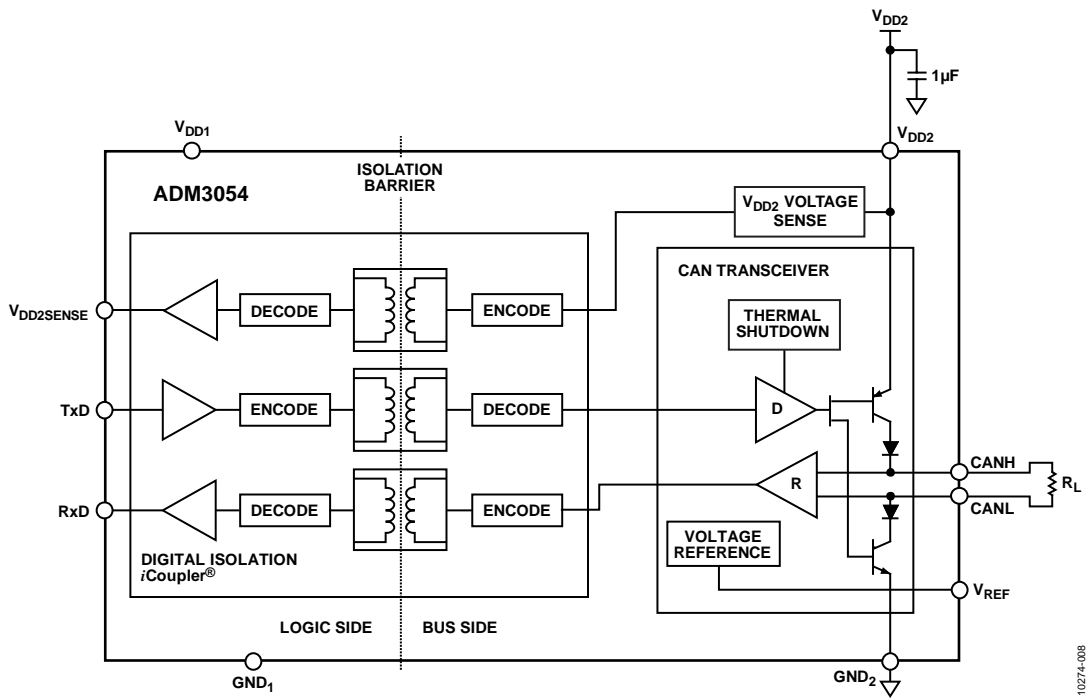 VDD2
1µF
VDD1
VDD2
ISOLATION
BARRIER
ADM3054
VDD2 VOLTAGE
SENSE
CAN TRANSCEIVER
VDD2SENSE
DECODE
ENCODE
THERMAL
SHUTDOWN
TxD
ENCODE
DECODE
D
CANH
RL
CANL
R
RxD
DECODE
ENCODE
VOLTAGE
REFERENCE
DIGITAL ISOLATION
iCoupler®
VREF
LOGIC SIDE
BUS SIDE
GND1
GND2
10274-008